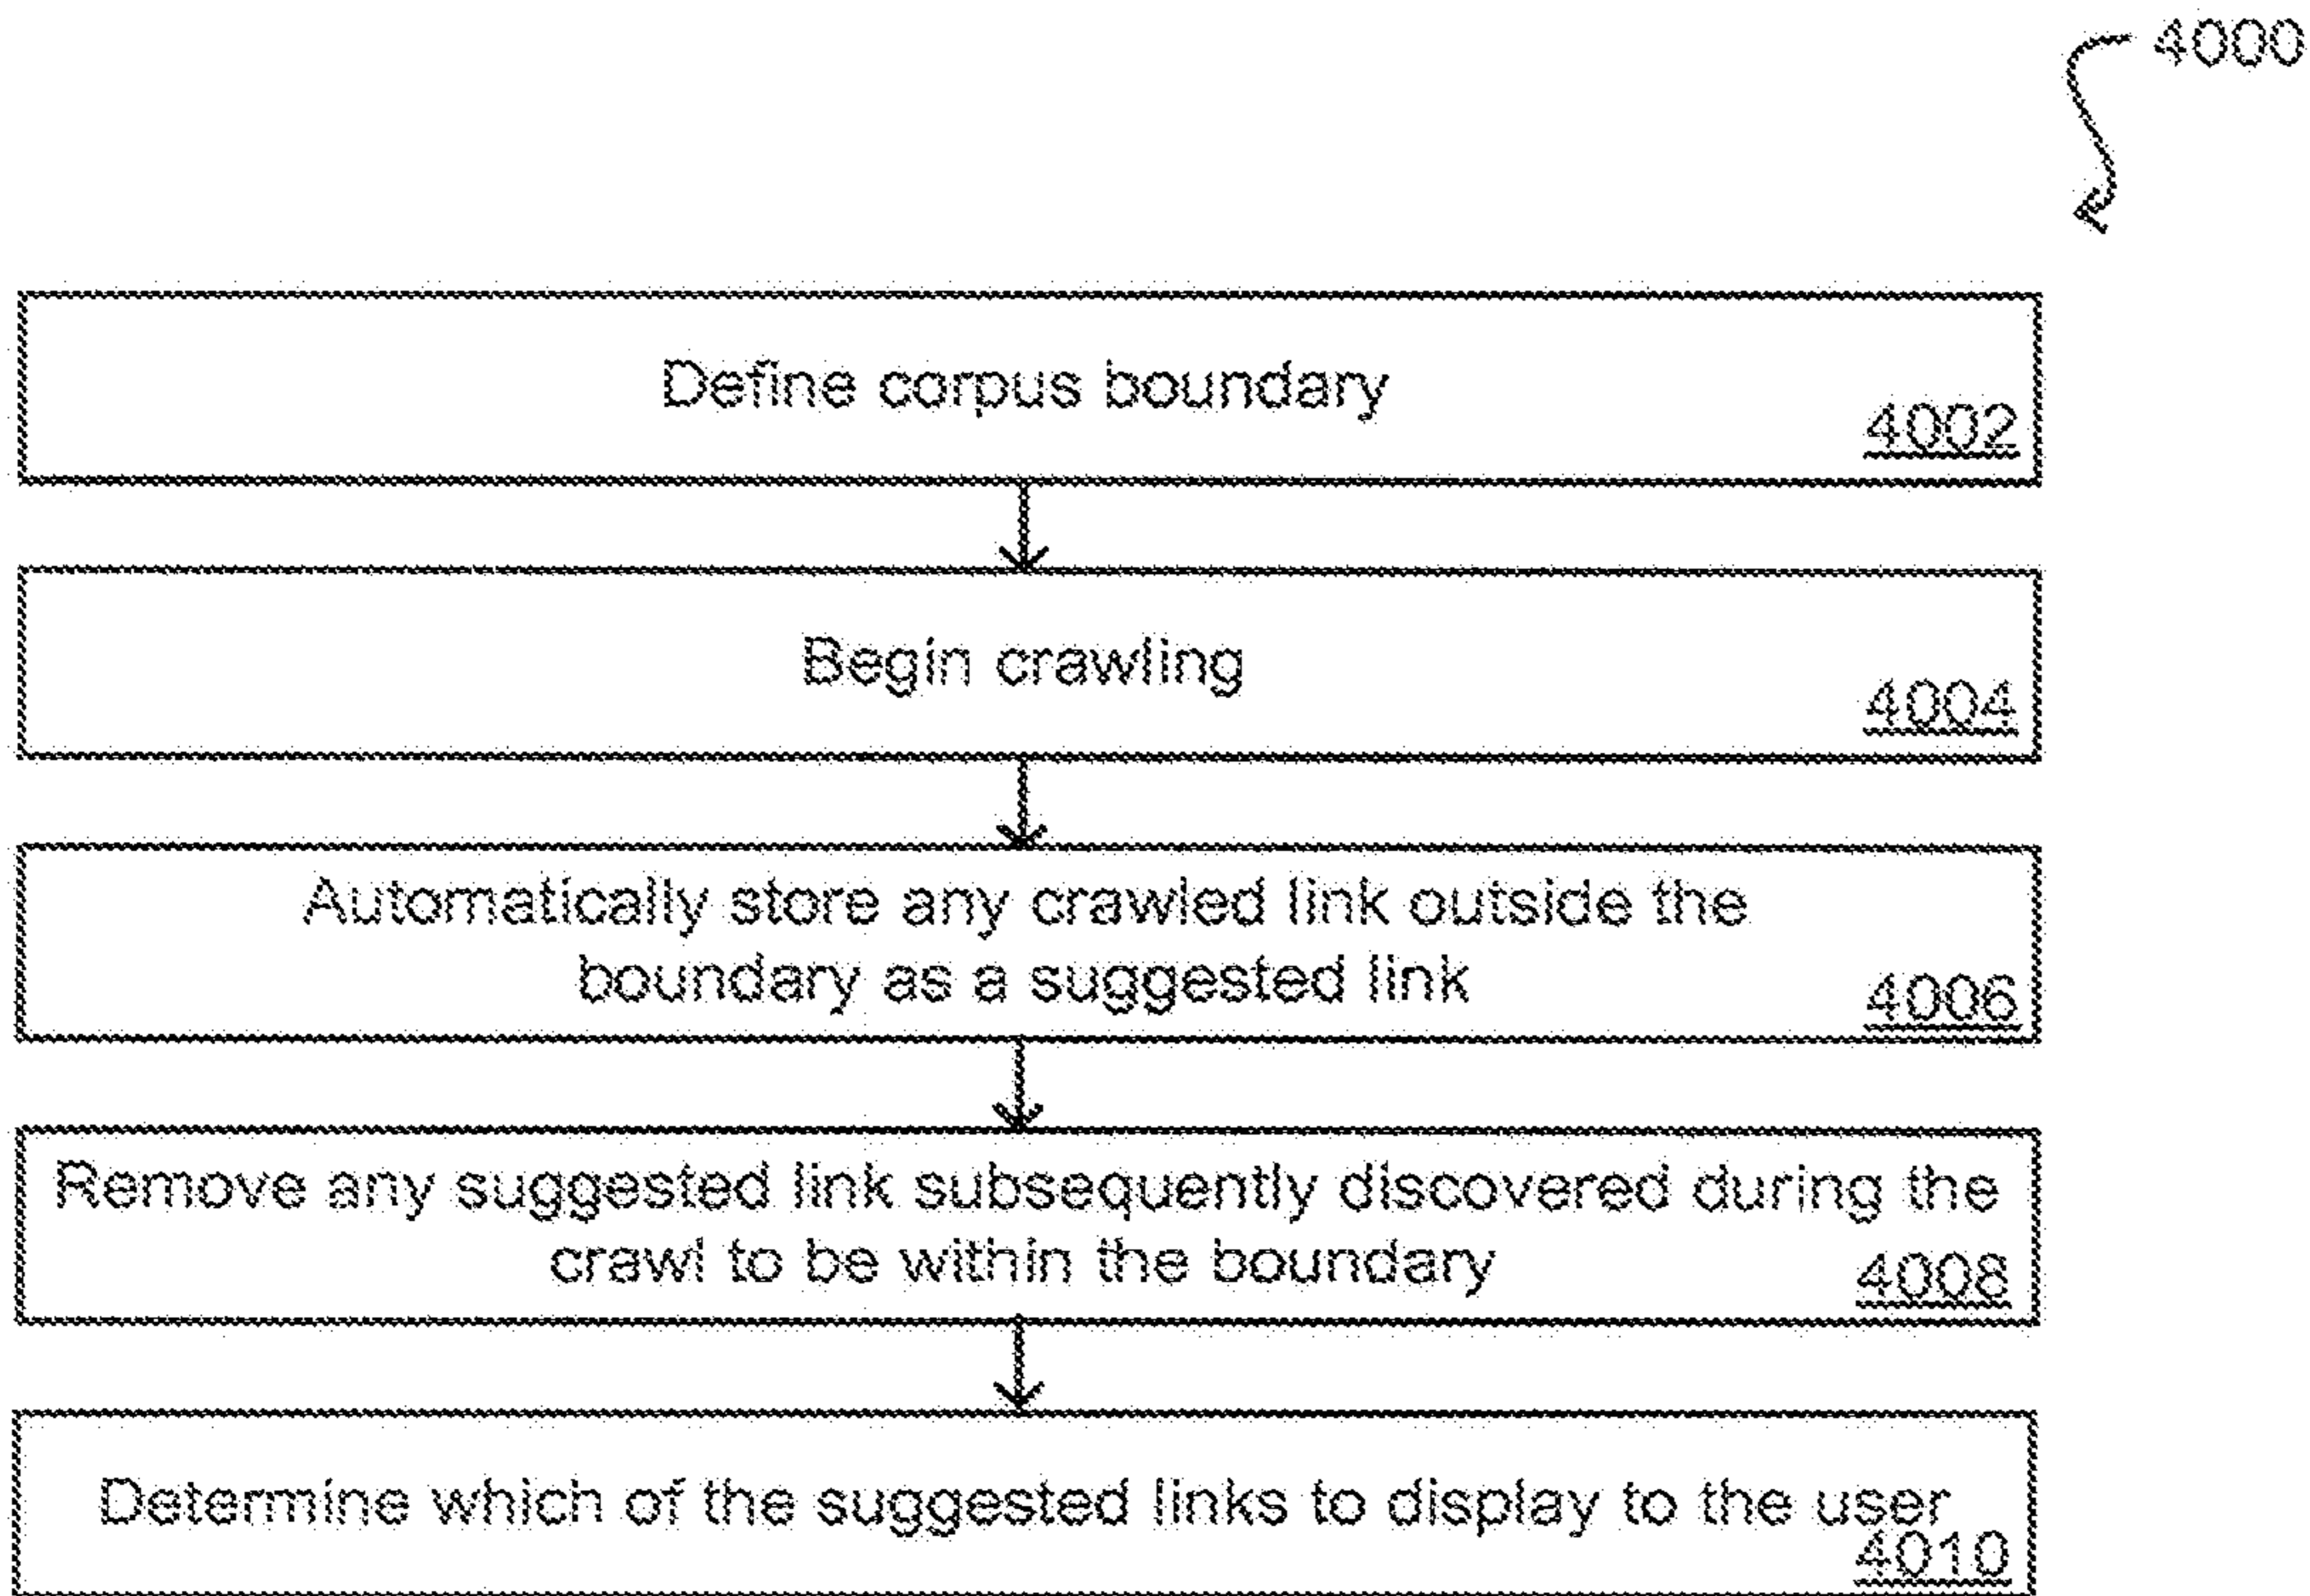 4000
Define corpus boundary
4002
Begin crawling
4004
Automatically store any crawled link outside the
boundary as a suggested link
4006
Remove any suggested link subsequently discovered during the
crawl to be within the boundary
4008
Determine which of the suggested links to display to the user
4010